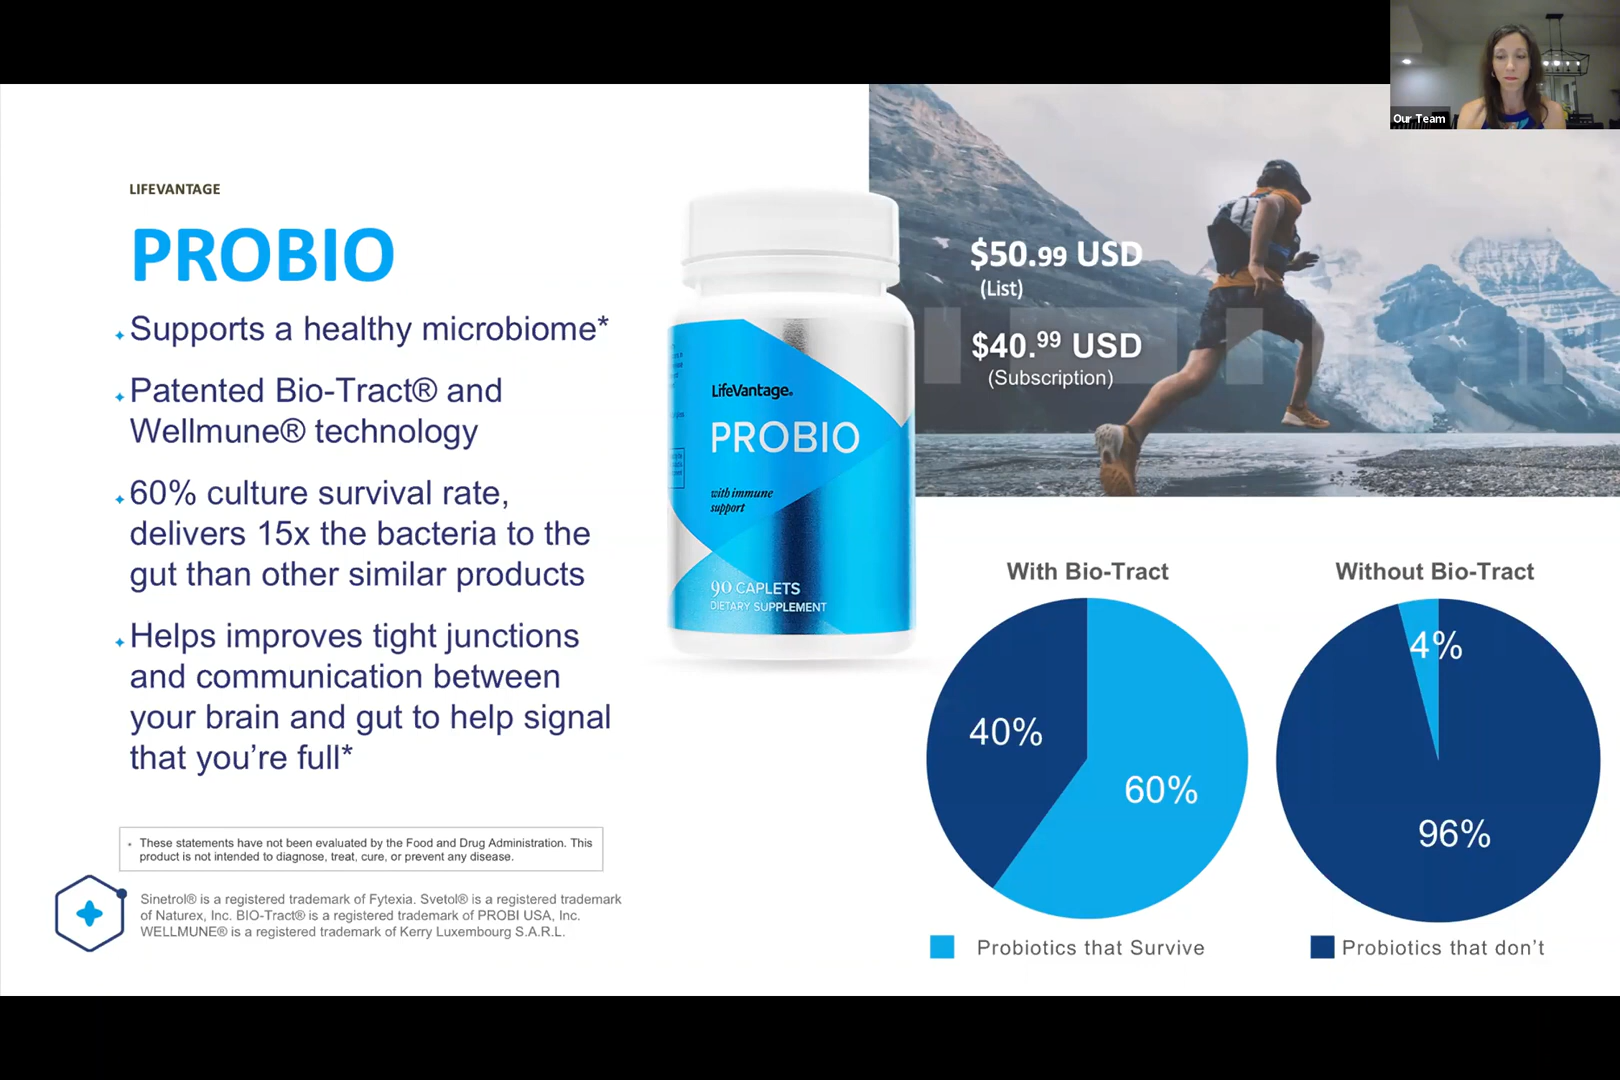 Our Team
LIFEVANTAGE
PROBIO
Supports a healthy microbiome*
Patented Bio-Tract® and
Wellmune® technology
60% culture survival rate,
delivers 15x the bacteria to the
gut than other similar products
Helps improves tight junctions
and communication between
your brain and gut to help signal
that you're full*
* These statements have not been evaluated by the Food and Drug Administration. This
product is not intended to diagnose, treat, cure, or prevent any disease.
Sinetrol® is a registered trademark of Fytexia. Svetol® is a registered trademark
of Naturex, Inc. BIO-Tract® is a registered trademark of PROBI USA, Inc.
WELLMUNE® is a registered trademark of Kerry Luxembourg S.A.R.L.
LifeVantage®
PROBIO
with immune
support
90 CAPLETS
DIETARY SUPPLEMENT
$50.99 USD
(List)
$40.99 USD
(Subscription)
With Bio-Tract
40%
60%
Probiotics that Survive
Without Bio-Tract
4%
96%
Probiotics that don't